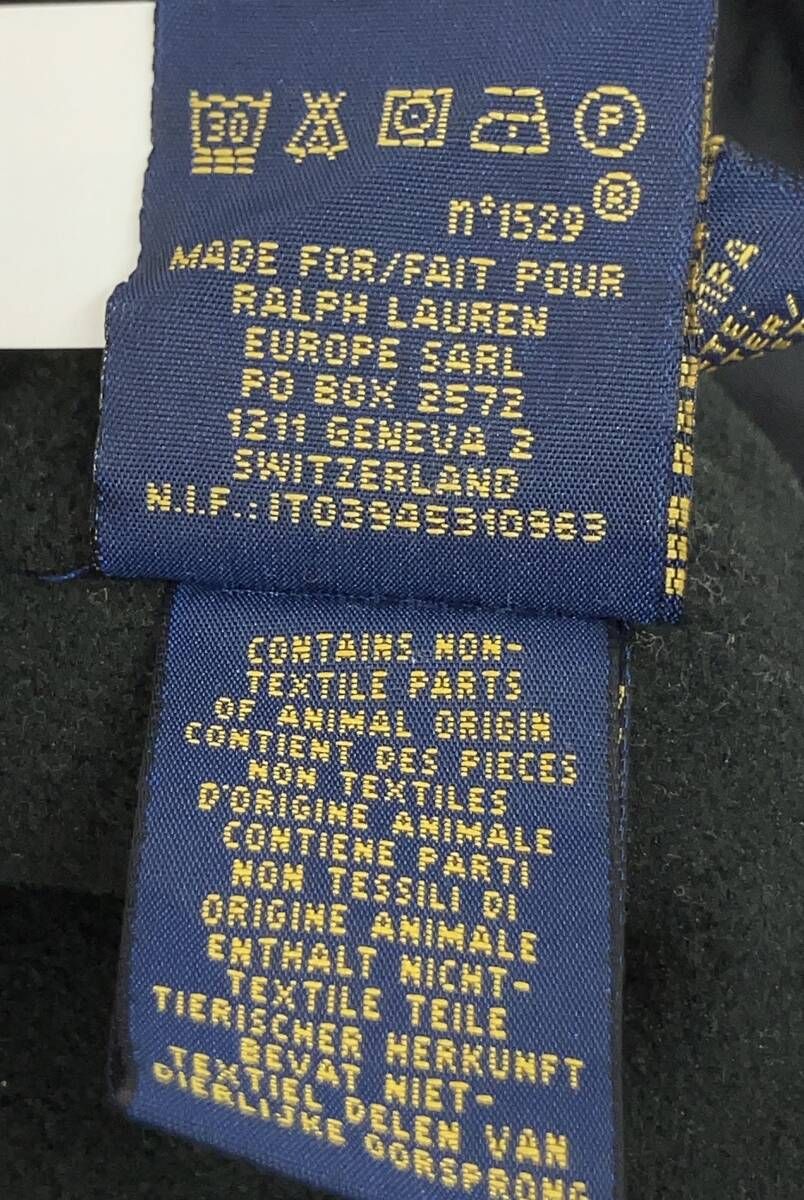 30
P
n°1529®
MADE FOR/FAIT POUR
RALPH LAUREN
EUROPE SARL
PO BOX 2572
1211 GENEVA 2
SWITZERLAND
N.I.F.: IT03945310963
CONTAINS NON-
TEXTILE PARTS
OF ANIMAL ORIGIN
CONTIENT DES PIECES
NON TEXTILES
D'ORIGINE ANIMALE
CONTIENE PARTI
NON TESSILI DI
ORIGINE ANIMALE
ENTHALT NICHT-
TEXTILE TEILE
TIERISCHER HERKUNFT
BEVAT NIET-
TEXTIEL DELEN VAN
DIERLIJKE OORSPRONG